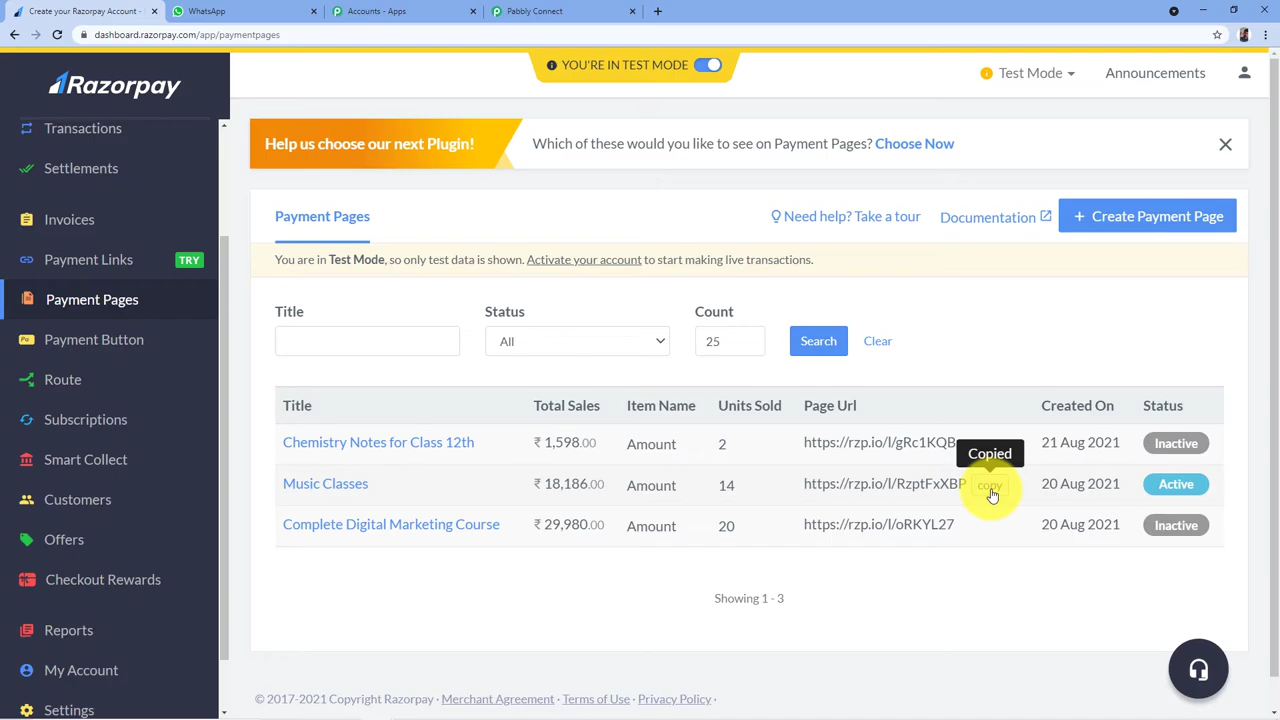 Create your Razorpay Account -
WhatsApp
Accounts - Apps
Pabbly Connect
dashboard.razorpay.com/app/paymentpages
YOU'RE IN TEST MODE
Razorpay
Test Mode
Announcements
Transactions
Settlements
Invoices
Payment Links TRY
Payment Pages
Payment Button
Route
Subscriptions
Smart Collect
Customers
Offers
Checkout Rewards
Reports
My Account
Settings
Help us choose our next Plugin! Which of these would you like to see on Payment Pages? Choose Now
Payment Pages
Need help? Take a tour
Documentation
+ Create Payment Page
You are in Test Mode, so only test data is shown. Activate your account to start making live transactions.
Title Status Count
All 25 Search Clear
Title Total Sales Item Name Units Sold Page Url Created On Status
Chemistry Notes for Class 12th ₹ 1,598.00 Amount 2 https://rzp.io/l/gRc1KQB 21 Aug 2021 Inactive
Copied
Music Classes ₹ 18,186.00 Amount 14 https://rzp.io/l/RzptFxXBP copy 20 Aug 2021 Active
Complete Digital Marketing Course ₹ 29,980.00 Amount 20 https://rzp.io/l/oRKYL27 20 Aug 2021 Inactive
Showing 1 - 3
© 2017-2021 Copyright Razorpay · Merchant Agreement · Terms of Use · Privacy Policy ·